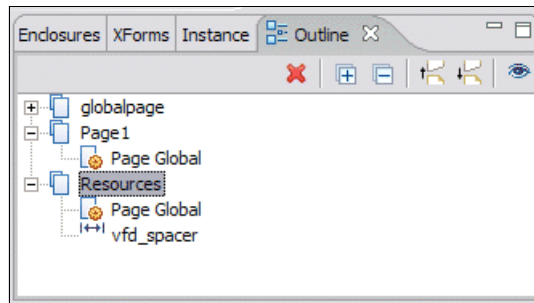 Enclosures XForms Instance Outline
globalpage
Page1
Page Global
Resources
Page Global
vfd_spacer